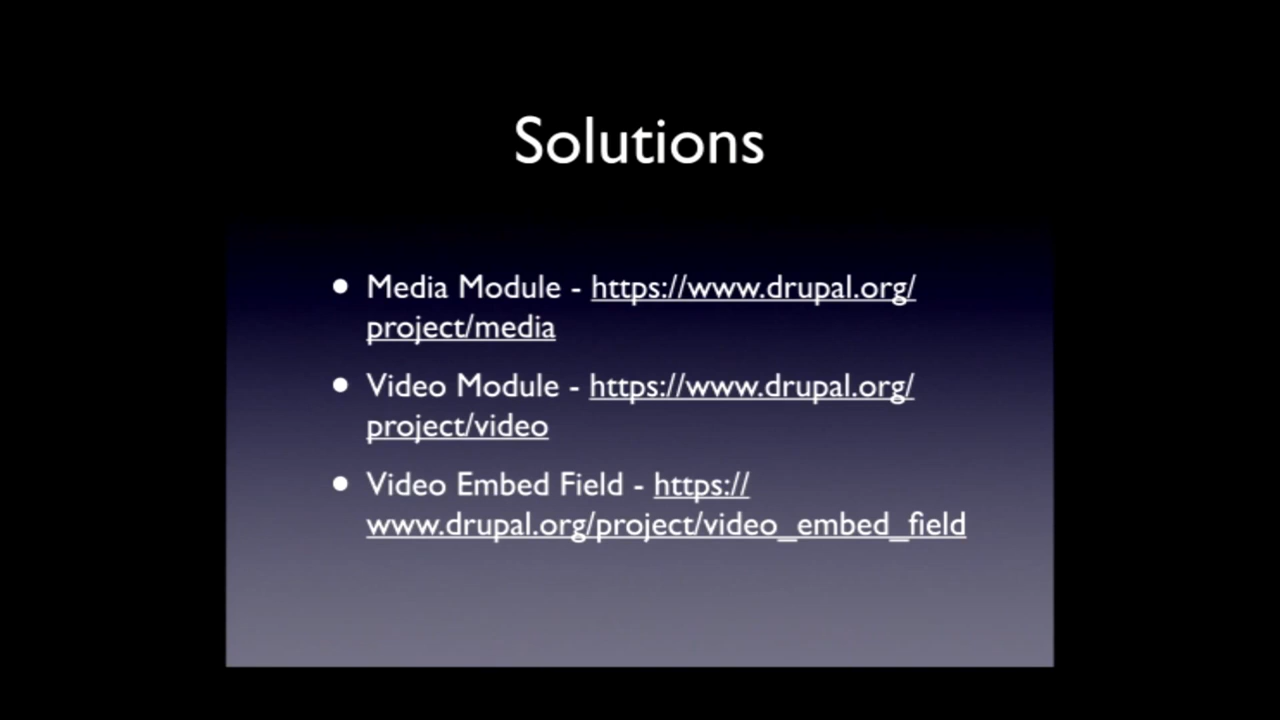 Solutions
• Media Module - https://www.drupal.org/
project/media
• Video Module - https://www.drupal.org/
project/video
• Video Embed Field - https://
www.drupal.org/project/video_embed_field